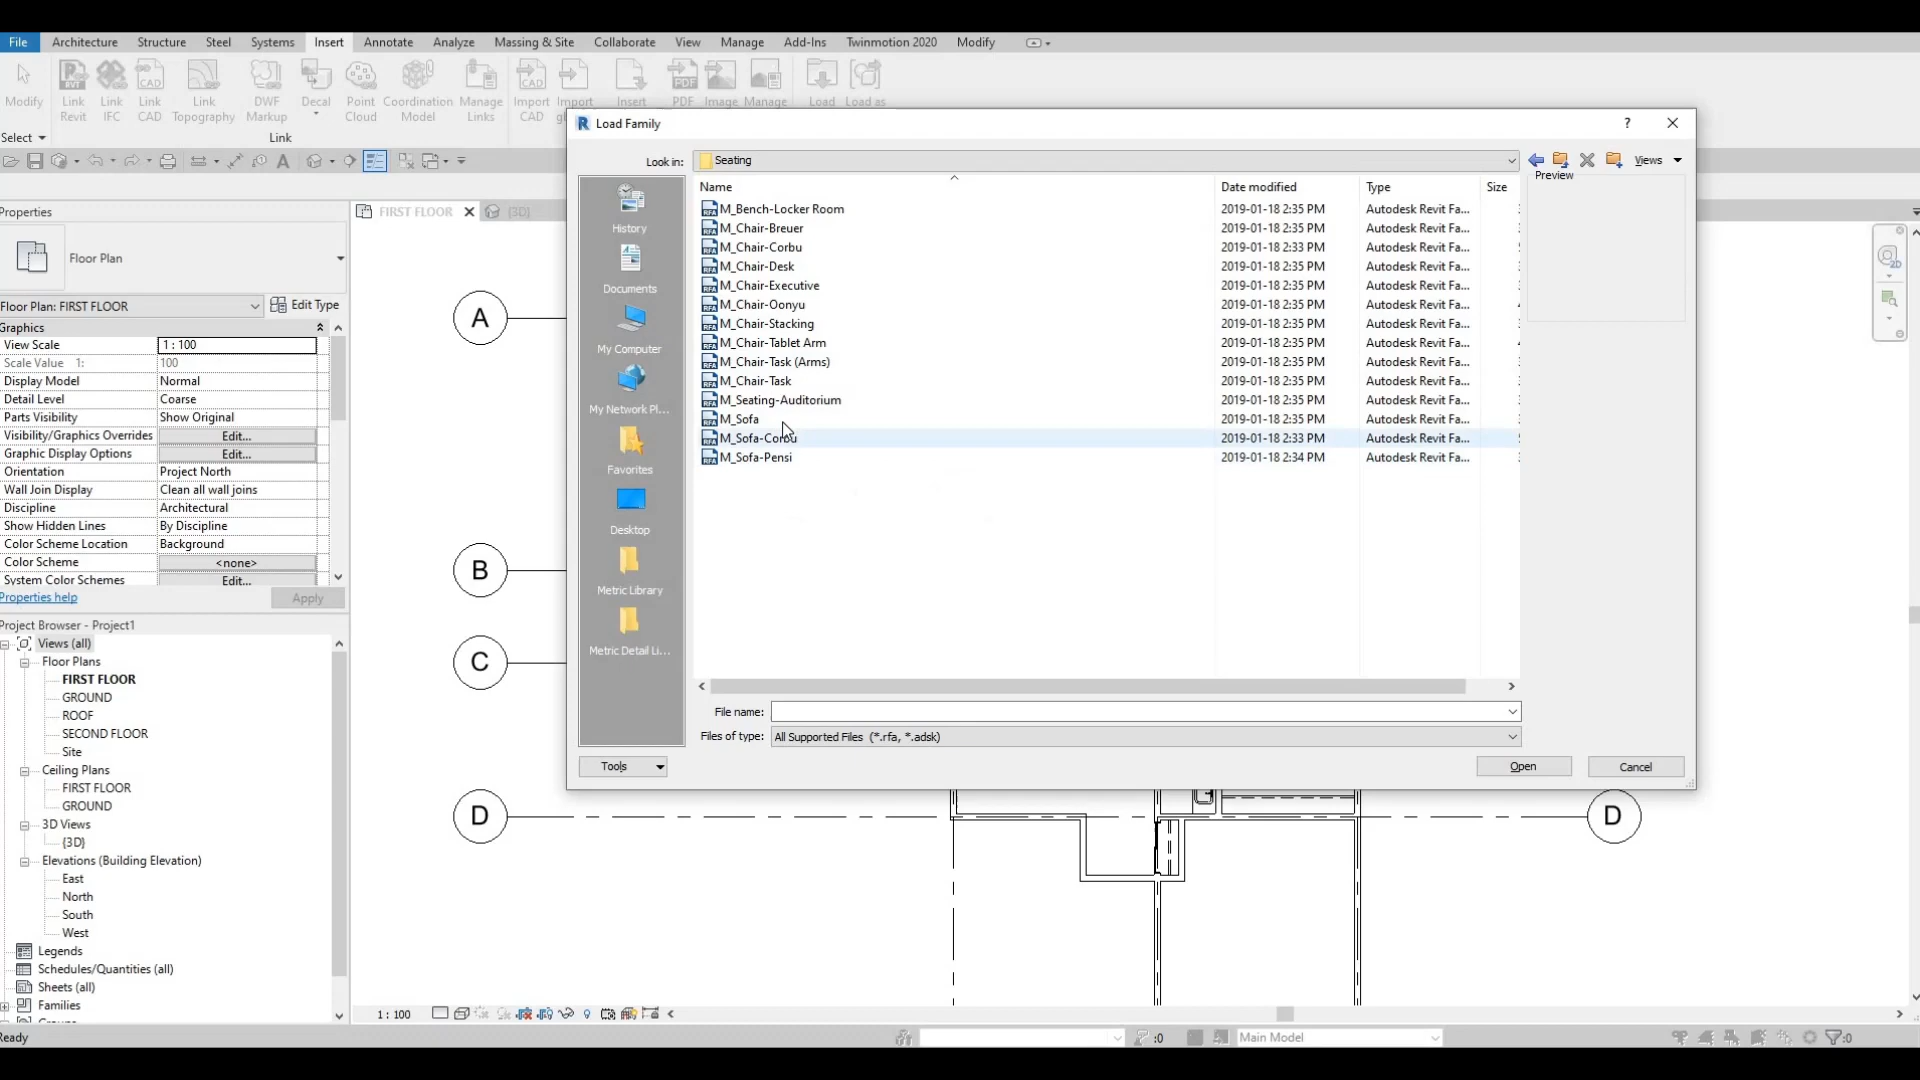 File Architecture Structure Steel Systems Insert Annotate Analyze Massing & Site Collaborate View Manage Add-Ins Twinmotion 2020 Modify
Modify Link Revit Link IFC Link CAD Link Topography DWF Markup Decal Point Cloud Coordination Model Manage Links Import CAD Import Insert PDF Image Manage Load Load as
Select Link
Load Family ?
Look in: Seating Views
Preview
Name Date modified Type Size
M_Bench-Locker Room 2019-01-18 2:35 PM Autodesk Revit Fa...
M_Chair-Breuer 2019-01-18 2:35 PM Autodesk Revit Fa...
M_Chair-Corbu 2019-01-18 2:33 PM Autodesk Revit Fa...
M_Chair-Desk 2019-01-18 2:35 PM Autodesk Revit Fa...
M_Chair-Executive 2019-01-18 2:35 PM Autodesk Revit Fa...
M_Chair-Oonyu 2019-01-18 2:35 PM Autodesk Revit Fa...
M_Chair-Stacking 2019-01-18 2:35 PM Autodesk Revit Fa...
M_Chair-Tablet Arm 2019-01-18 2:35 PM Autodesk Revit Fa...
M_Chair-Task (Arms) 2019-01-18 2:35 PM Autodesk Revit Fa...
M_Chair-Task 2019-01-18 2:35 PM Autodesk Revit Fa...
M_Seating-Auditorium 2019-01-18 2:35 PM Autodesk Revit Fa...
M_Sofa 2019-01-18 2:35 PM Autodesk Revit Fa...
M_Sofa-Corbu 2019-01-18 2:33 PM Autodesk Revit Fa...
M_Sofa-Pensi 2019-01-18 2:34 PM Autodesk Revit Fa...
History
Documents
My Computer
My Network Pl...
Favorites
Desktop
Metric Library
Metric Detail Li...
File name:
Files of type: All Supported Files (*.rfa, *.adsk)
Tools Open Cancel
Properties
FIRST FLOOR {3D}
Floor Plan
Floor Plan: FIRST FLOOR Edit Type
Graphics
View Scale 1 : 100
Scale Value 1: 100
Display Model Normal
Detail Level Coarse
Parts Visibility Show Original
Visibility/Graphics Overrides Edit...
Graphic Display Options Edit...
Orientation Project North
Wall Join Display Clean all wall joins
Discipline Architectural
Show Hidden Lines By Discipline
Color Scheme Location Background
Color Scheme <none>
System Color Schemes Edit...
Properties help Apply
Project Browser - Project1
Views (all)
Floor Plans
FIRST FLOOR
GROUND
ROOF
SECOND FLOOR
Site
Ceiling Plans
FIRST FLOOR
GROUND
3D Views
{3D}
Elevations (Building Elevation)
East
North
South
West
Legends
Schedules/Quantities (all)
Sheets (all)
Families
A
B
C
D
D
2D
1 : 100
Ready :0 Main Model :0